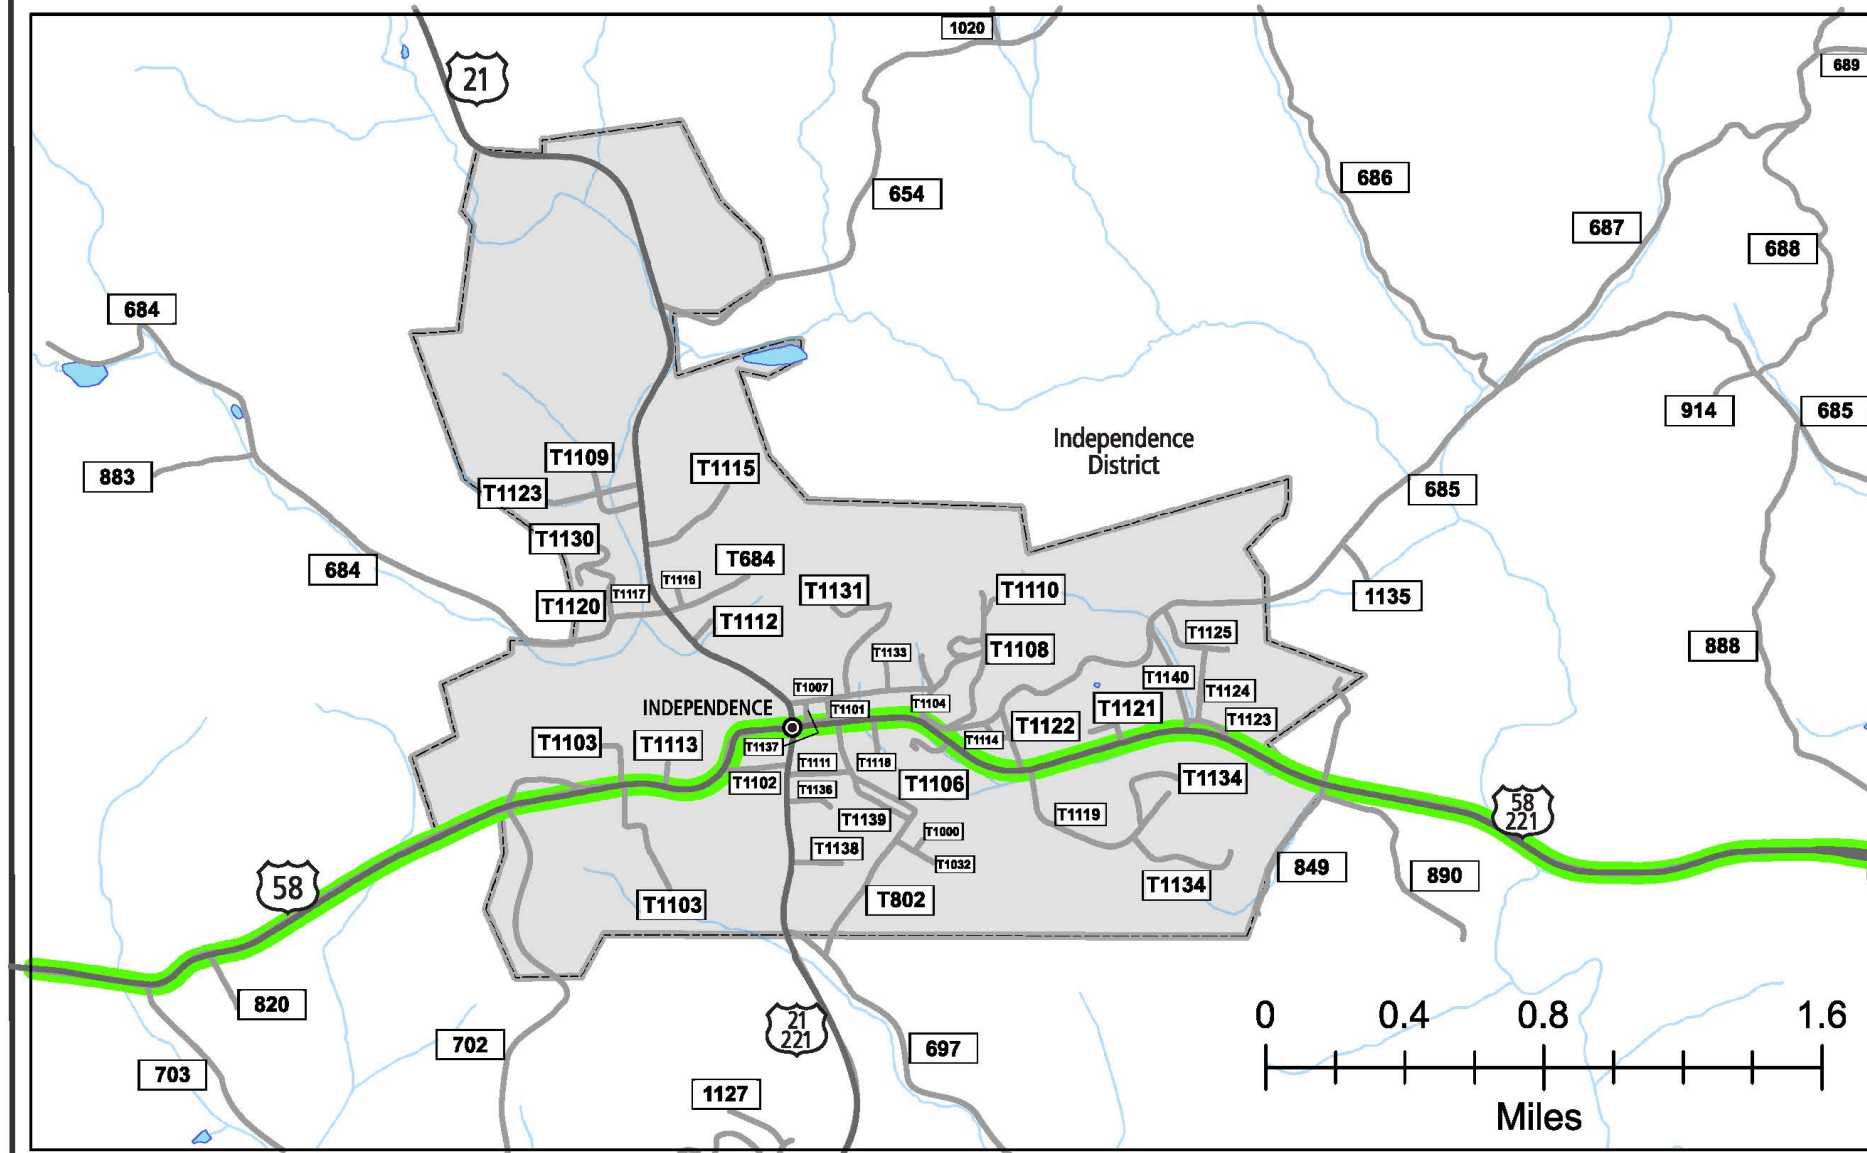 1020
21
689
654
686
687
688
684
914
685
Independence
District
T1109
T1115
883
T1123
685
T1130
T684
684
T1116
T1131
T1110
T1117
1135
T1120
T1112
T1125
T1108
888
T1133
T1140
T1007
T1124
INDEPENDENCE
T1101
T1104
T1121
T1123
T1122
T1103
T1113
T1137
T1114
T1111
T1118
T1102
T1106
T1134
T1136
58
221
T1119
T1139
T1000
T1138
T1032
849
890
58
T1134
T1103
T802
820
0
0.4
0.8
1.6
21
221
702
697
703
1127
Miles